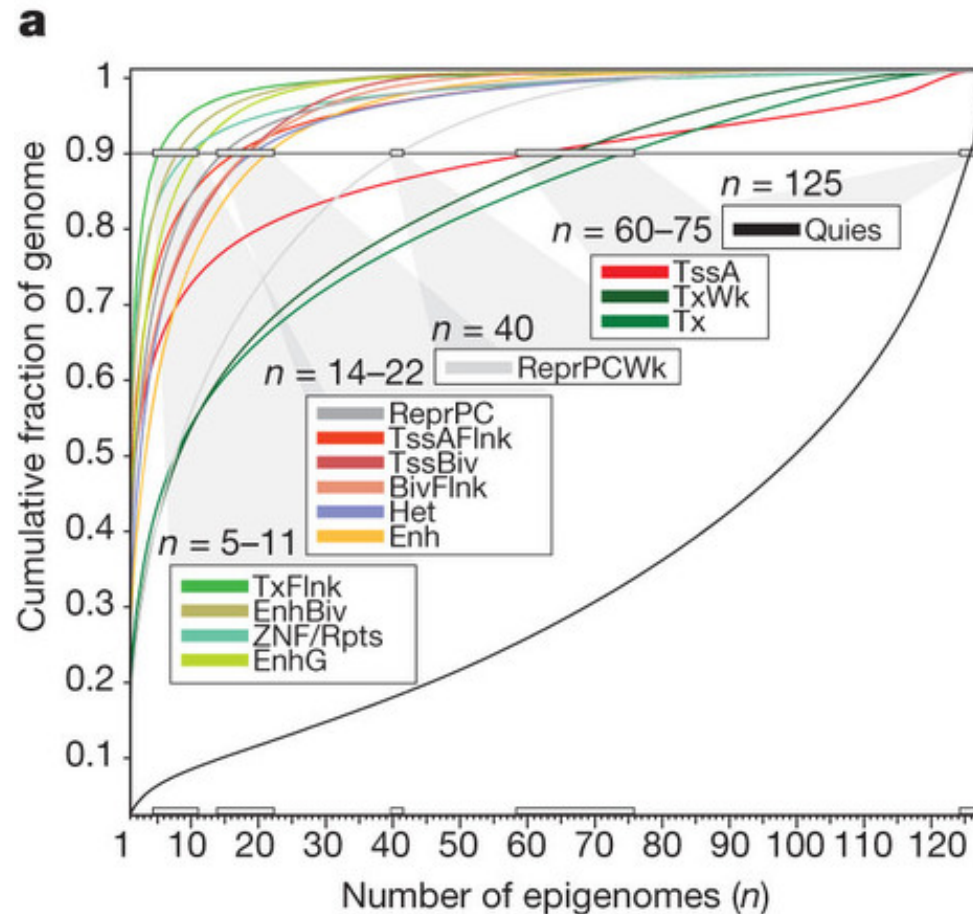 a
Cumulative fraction of genome
1
0.9
0.8
0.7
0.6
0.5
0.4
0.3
0.2
0.1
n = 125
Quies
n = 60–75
TssA
TxWk
Tx
n = 40
ReprPCWk
n = 14–22
ReprPC
TssAFlnk
TssBiv
BivFlnk
Het
Enh
n = 5–11
TxFlnk
EnhBiv
ZNF/Rpts
EnhG
1 10 20 30 40 50 60 70 80 90 100 110 120
Number of epigenomes (n)